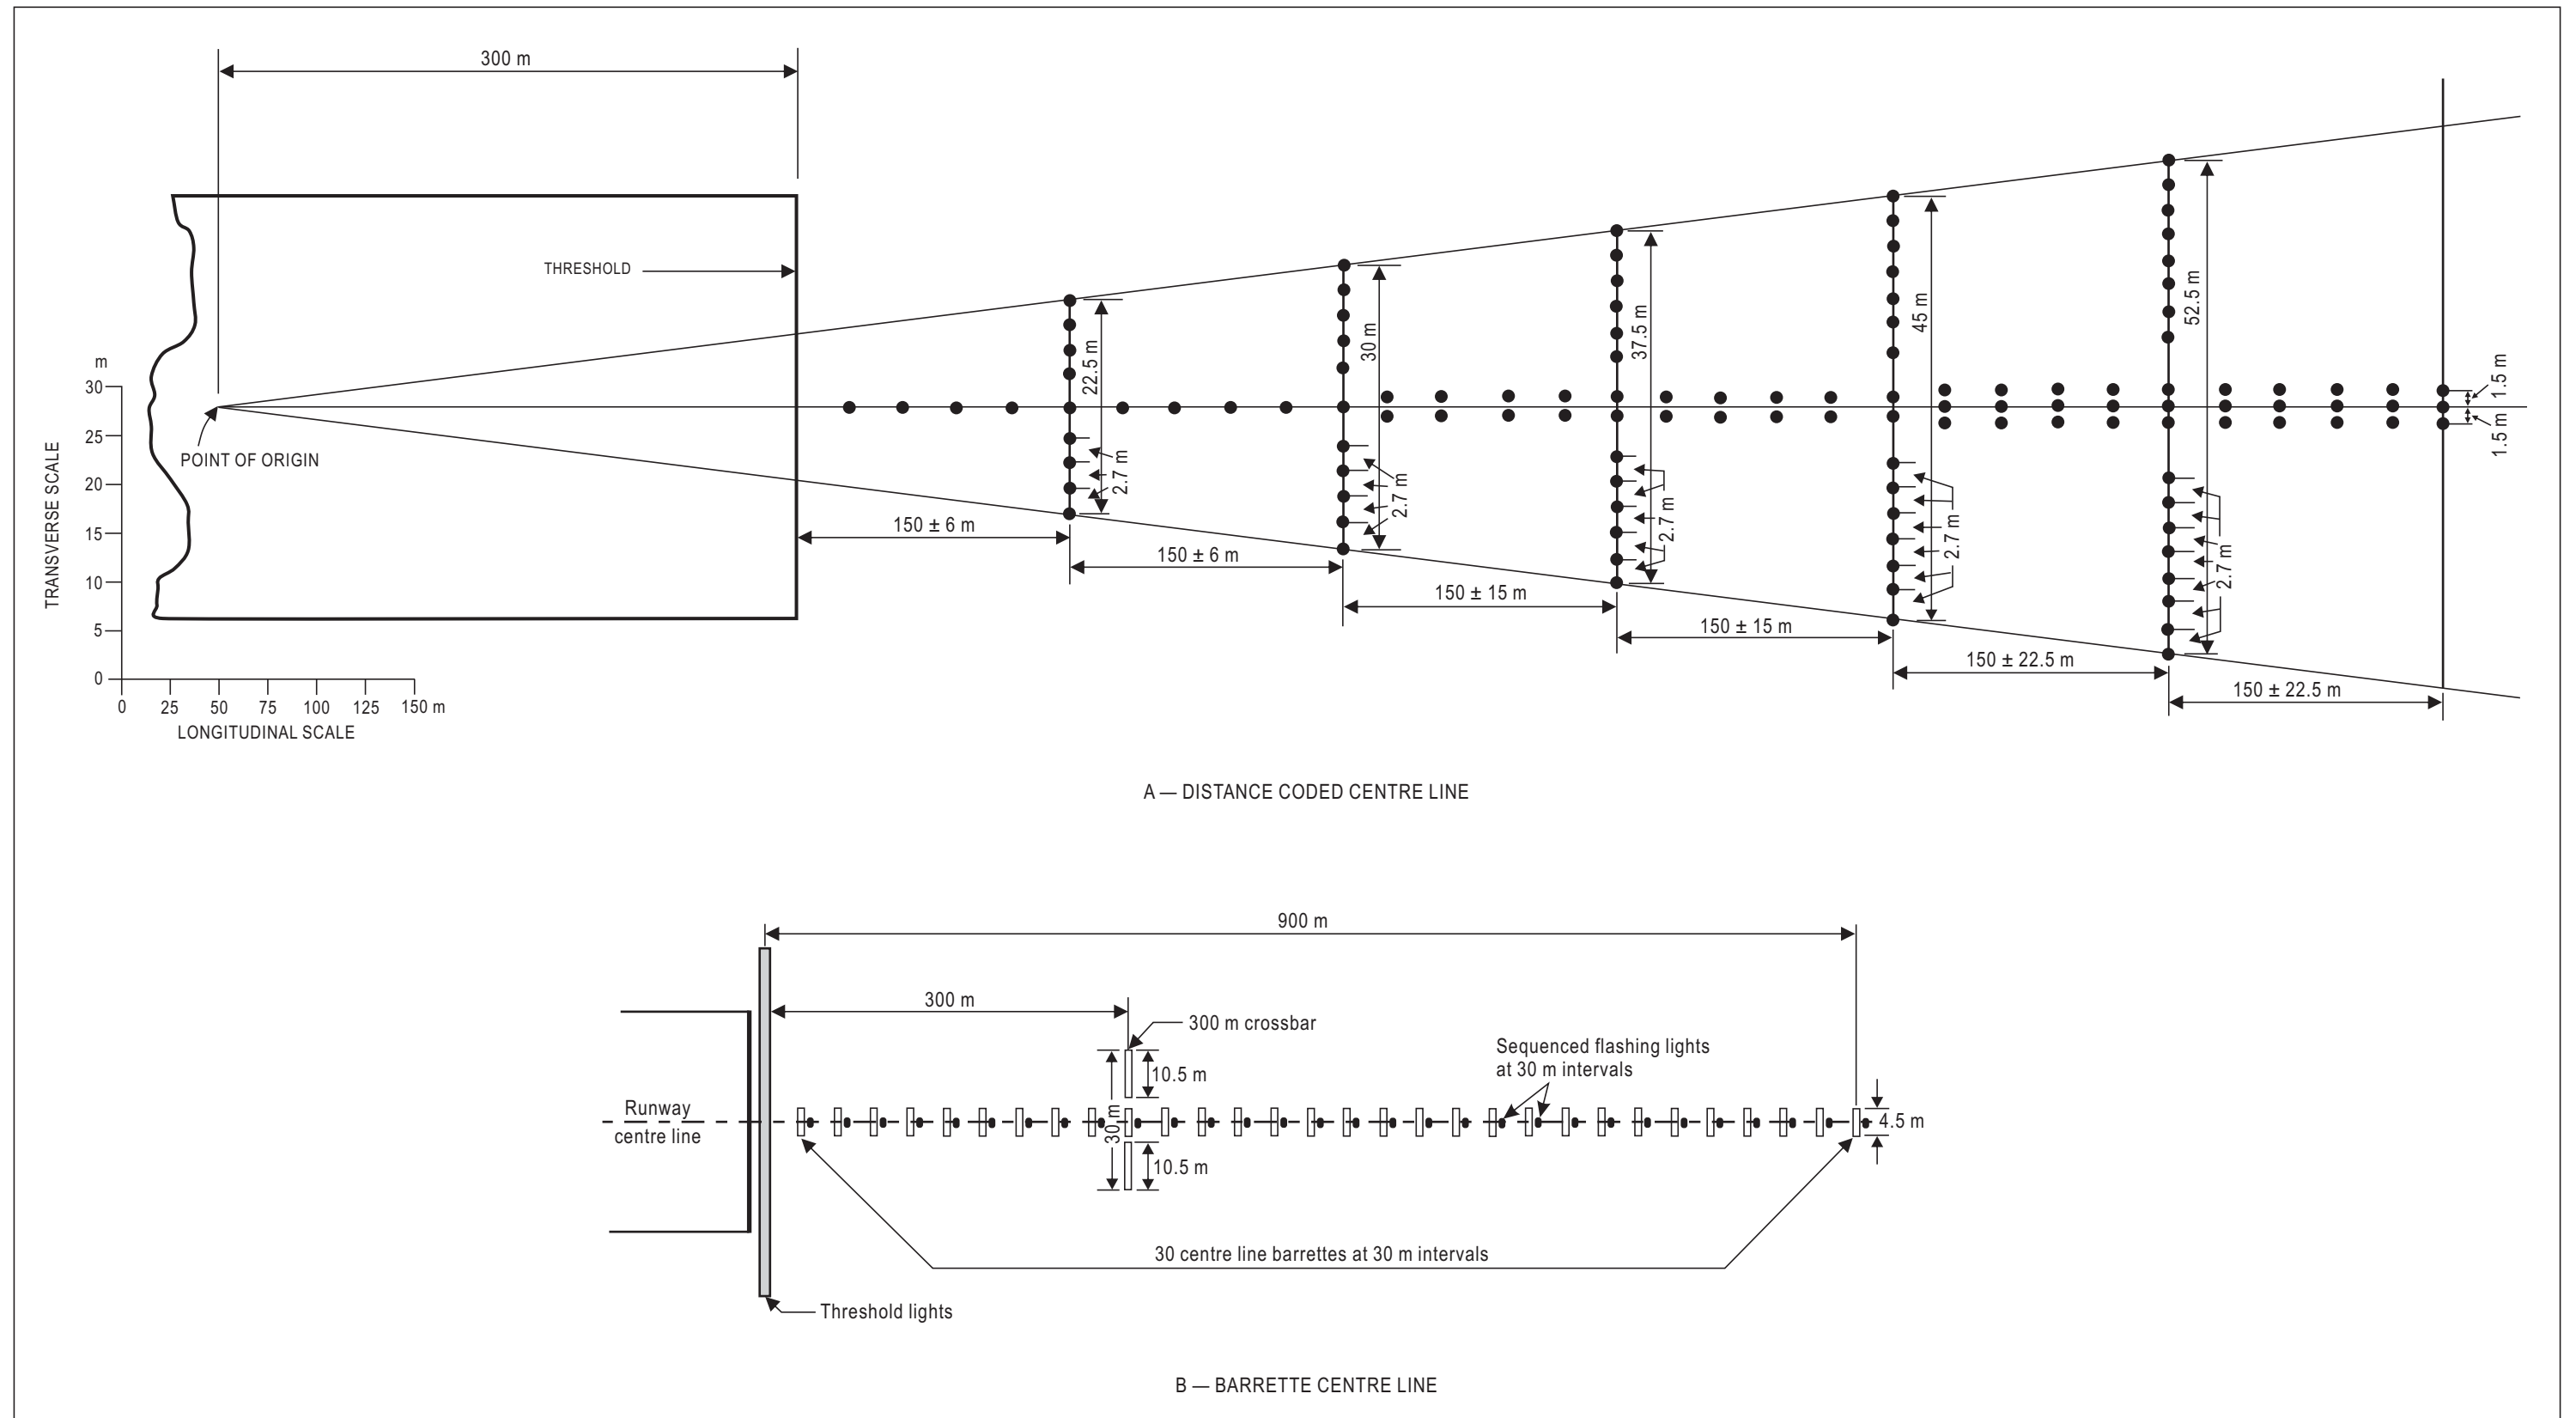 300 m
THRESHOLD
m
30
25
20
15
10
5
0
TRANSVERSE SCALE
0 25 50 75 100 125 150 m
LONGITUDINAL SCALE
POINT OF ORIGIN
22.5 m
2.7 m
30 m
2.7 m
37.5 m
2.7 m
45 m
2.7 m
52.5 m
2.7 m
1.5 m
1.5 m
150 ± 6 m
150 ± 6 m
150 ± 15 m
150 ± 15 m
150 ± 22.5 m
150 ± 22.5 m
A — DISTANCE CODED CENTRE LINE
900 m
300 m
300 m crossbar
Sequenced flashing lights
at 30 m intervals
10.5 m
30 m
10.5 m
Runway
centre line
4.5 m
30 centre line barrettes at 30 m intervals
Threshold lights
B — BARRETTE CENTRE LINE